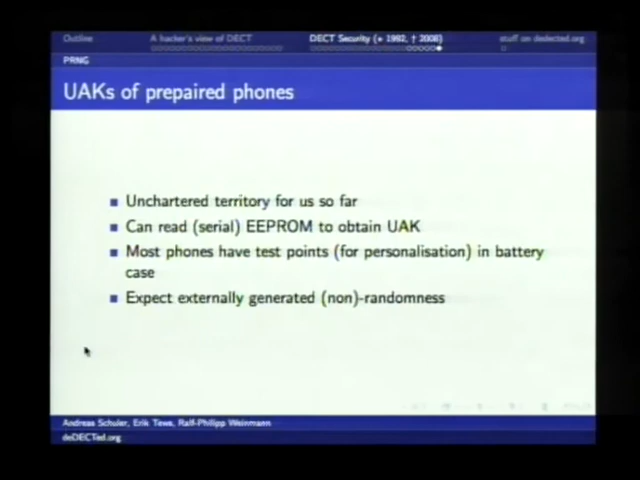 Outline
A hacker's view of DECT
DECT Security (* 1992, † 2008)
stuff on dedected.org
PRNG
UAKs of prepaired phones
Unchartered territory for us so far
Can read (serial) EEPROM to obtain UAK
Most phones have test points (for personalisation) in battery
case
Expect externally generated (non)-randomness
Andreas Schuler, Erik Tews, Ralf-Philipp Weinmann
deDECTed.org